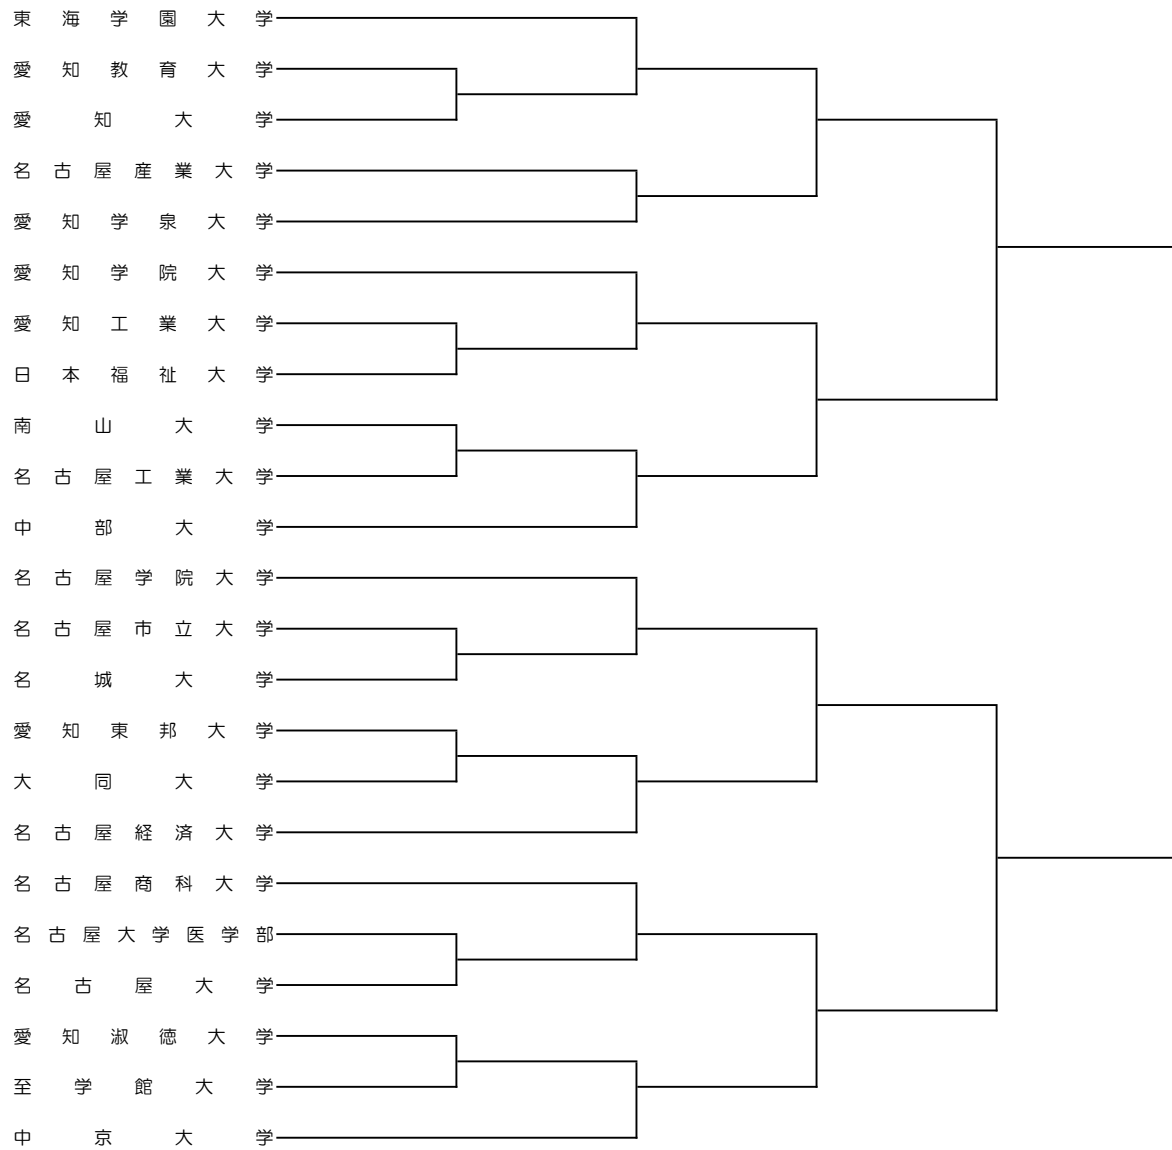 東海学園大学
愛知教育大学
愛知大学
名古屋産業大学
愛知学泉大学
愛知学院大学
愛知工業大学
日本福祉大学
南山大学
名古屋工業大学
中部大学
名古屋学院大学
名古屋市立大学
名城大学
愛知東邦大学
大同大学
名古屋経済大学
名古屋商科大学
名古屋大学医学部
名古屋大学
愛知淑徳大学
至学館大学
中京大学